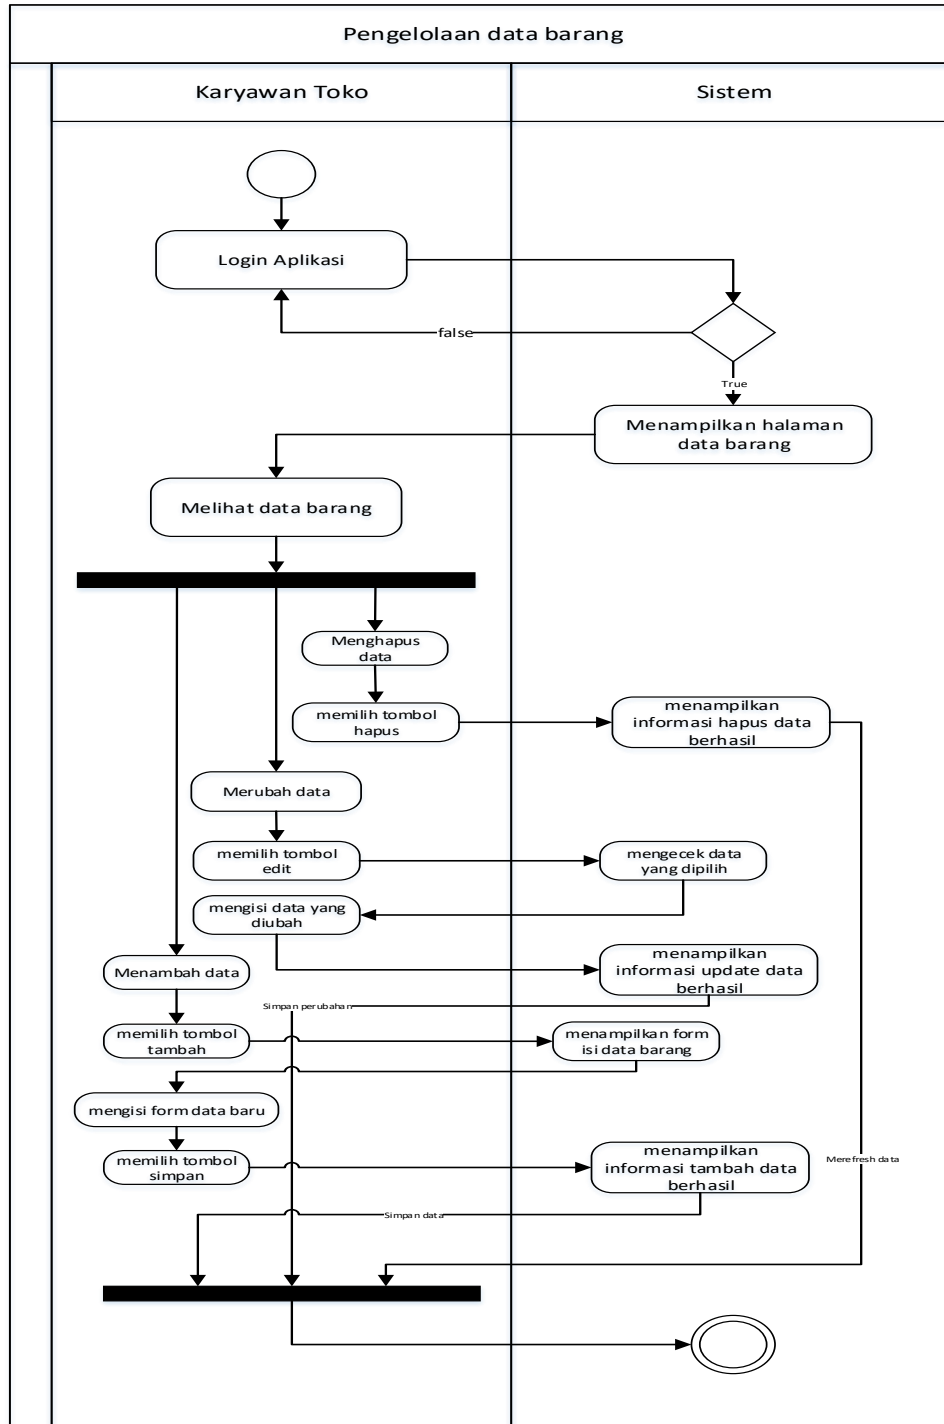 Pengelolaan data barang
Karyawan Toko
Sistem
Login Aplikasi
false
True
Menampilkan halaman
data barang
Melihat data barang
Menghapus
data
memilih tombol
hapus
menampilkan
informasi hapus data
berhasil
Merubah data
memilih tombol
edit
mengecek data
yang dipilih
mengisi data yang
diubah
Menambah data
menampilkan
informasi update data
berhasil
Simpan perubahan
memilih tombol
tambah
menampilkan form
isi data barang
mengisi form data baru
memilih tombol
simpan
menampilkan
informasi tambah data
berhasil
Merefresh data
Simpan data